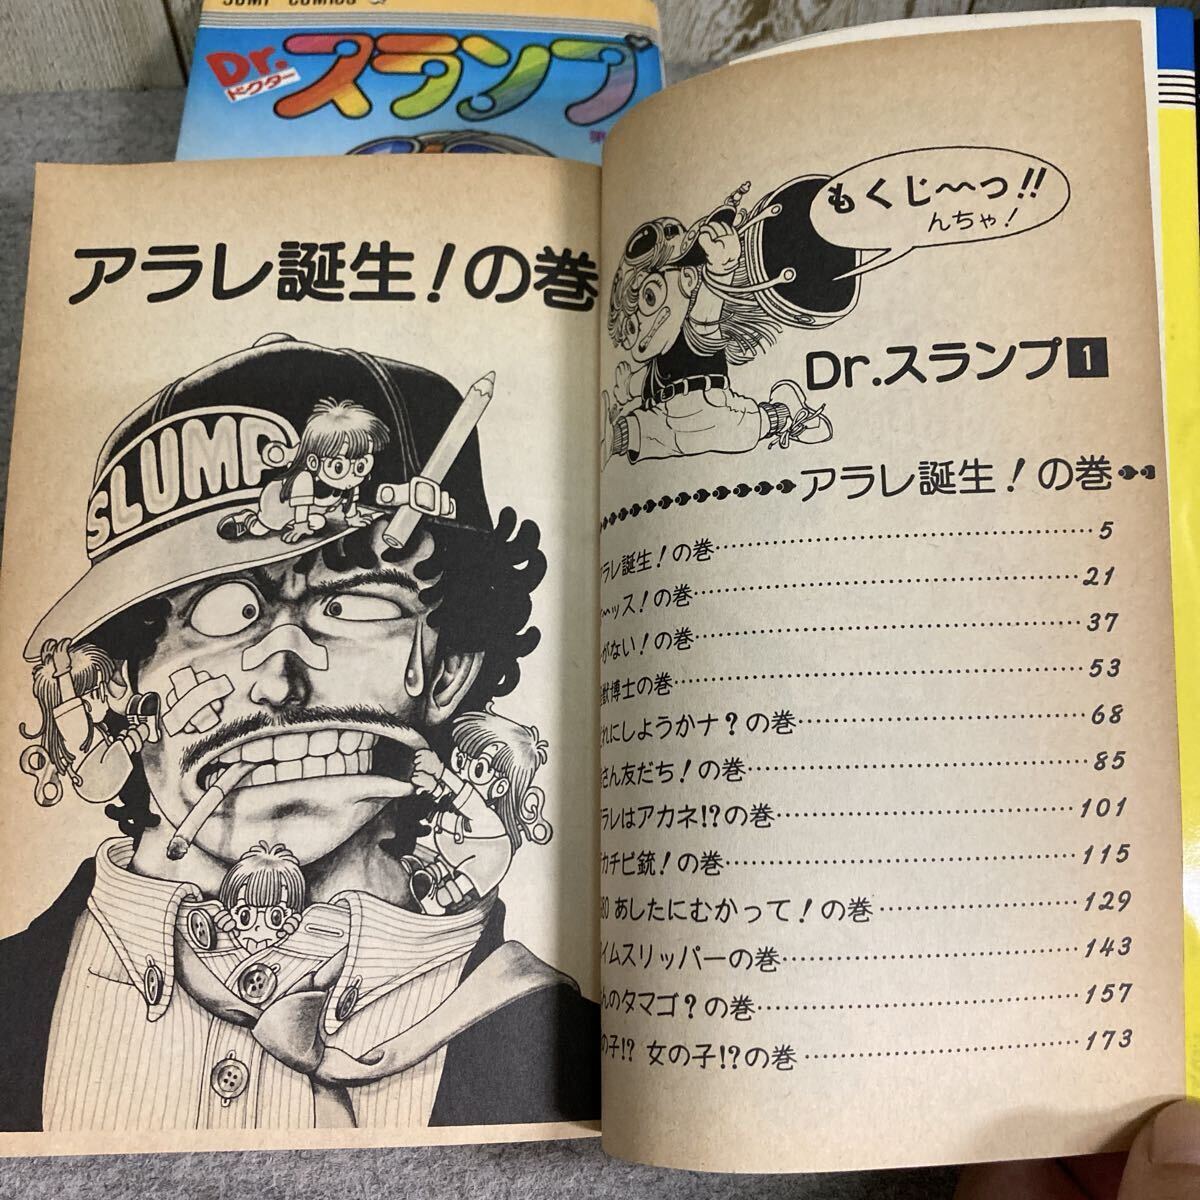 JUMP COMICS
Dr.スランプ
ドクター
第
アラレ誕生!の巻
SLUMP
もくじ〜〜っ!!
んちゃ!
Dr.スランプ1
アラレ誕生!の巻
ラレ誕生!の巻 5
ッス!の巻 21
がない!の巻 37
獣博士の巻 53
れにしようかナ?の巻 68
さん友だち!の巻 85
ラレはアカネ!?の巻 101
カチビ銃!の巻 115
80 あしたにむかって!の巻 129
イムスリッパーの巻 143
んのタマゴ?の巻 157
の子!? 女の子!?の巻 173